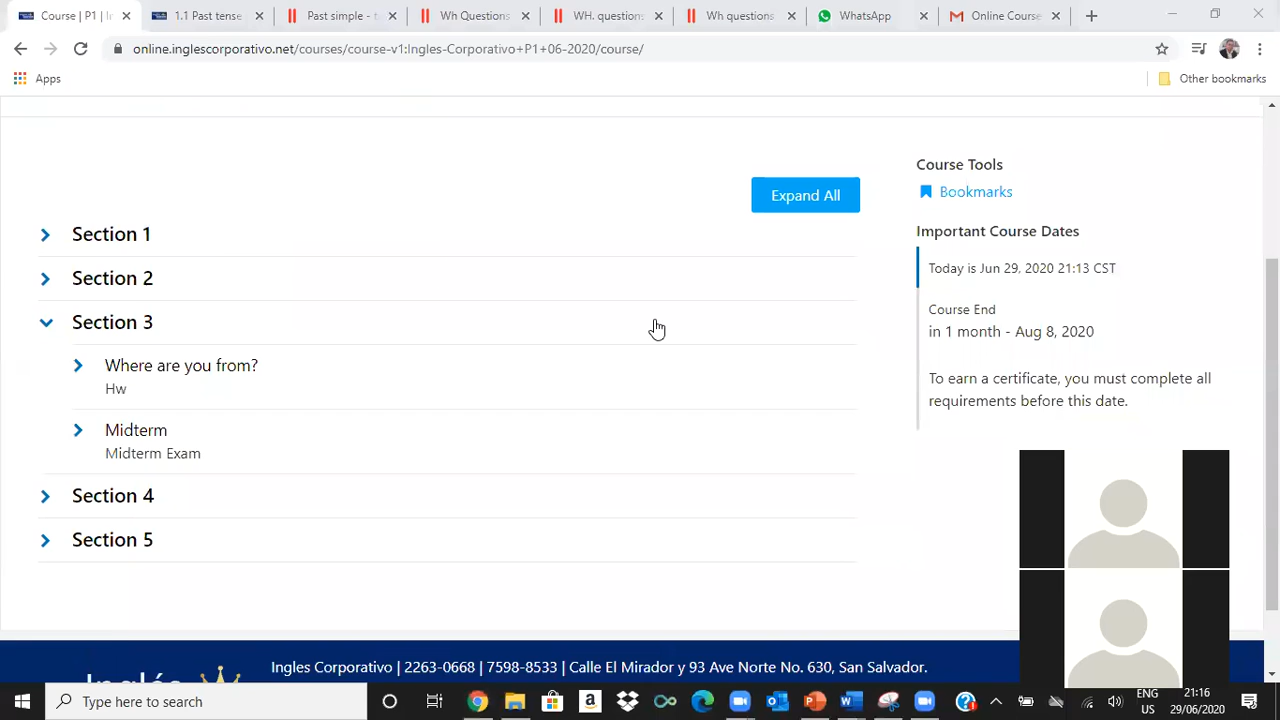 Course | P1 | I
1.1 Past tense
Past simple - t
Wh Questions
WH. question
Wh questions
WhatsApp
Online Course
online.inglescorporativo.net/courses/course-v1:Ingles-Corporativo+P1+06-2020/course/
Apps
Other bookmarks
Expand All
Section 1
Section 2
Section 3
Where are you from?
Hw
Midterm
Midterm Exam
Section 4
Section 5
Course Tools
Bookmarks
Important Course Dates
Today is Jun 29, 2020 21:13 CST
Course End
in 1 month - Aug 8, 2020
To earn a certificate, you must complete all
requirements before this date.
Inglés
Ingles Corporativo | 2263-0668 | 7598-8533 | Calle El Mirador y 93 Ave Norte No. 630, San Salvador.
Type here to search
ENG
US
21:16
29/06/2020